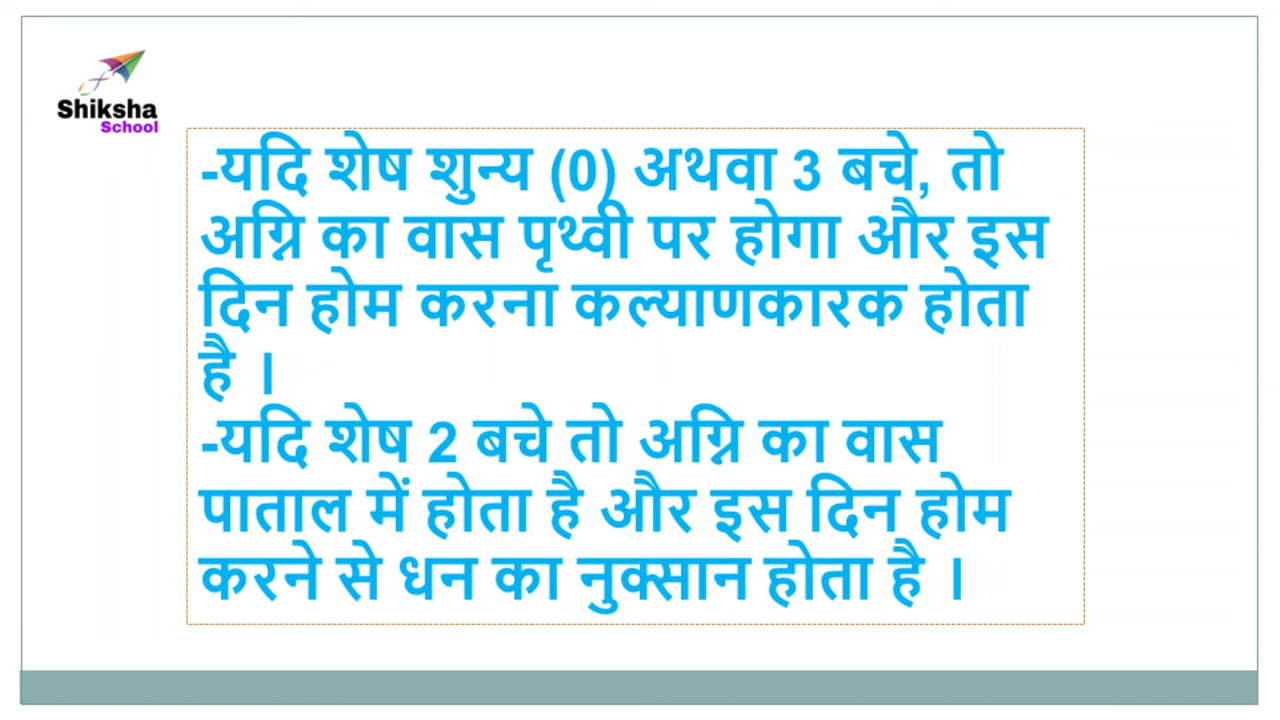 Shiksha
School
-यदि शेष शुन्य (0) अथवा 3 बचे, तो
अग्नि का वास पृथ्वी पर होगा और इस
दिन होम करना कल्याणकारक होता
है ।
-यदि शेष 2 बचे तो अग्नि का वास
पाताल में होता है और इस दिन होम
करने से धन का नुक्सान होता है ।